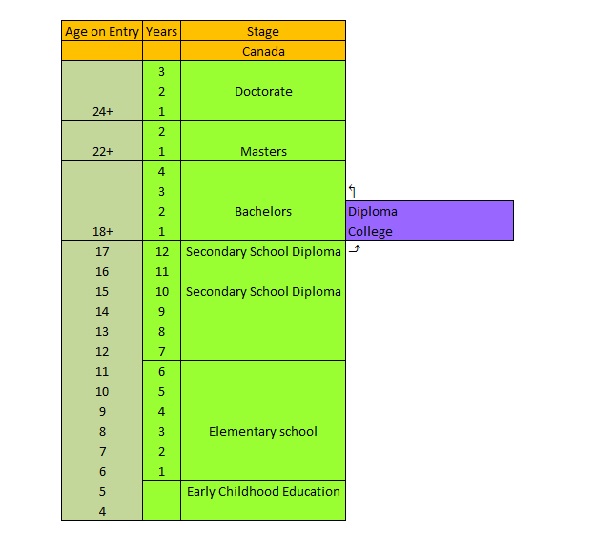 Age on Entry Years Stage
Canada
3
2 Doctorate
24+ 1
2
22+ 1 Masters
4
3
2 Bachelors Diploma
18+ 1 College
17 12 Secondary School Diploma
16 11
15 10 Secondary School Diploma
14 9
13 8
12 7
11 6
10 5
9 4
8 3 Elementary school
7 2
6 1
5 Early Childhood Education
4